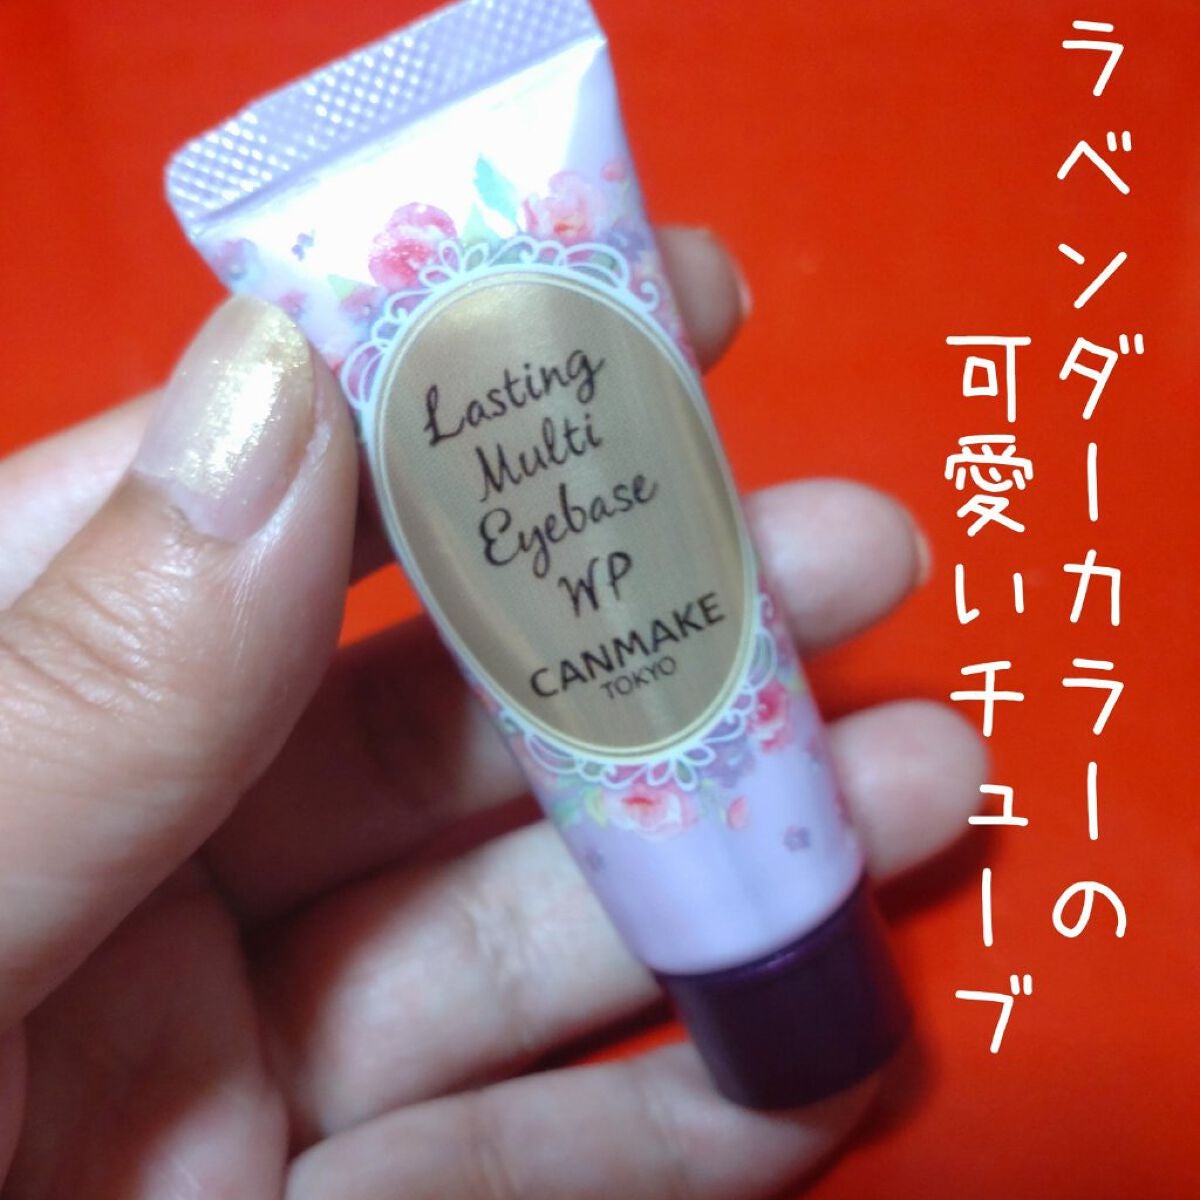 ラベンダーカラーの
可愛いチューブ
Lasting
Multi
Eyebase
WP
CANMAKE
TOKYO